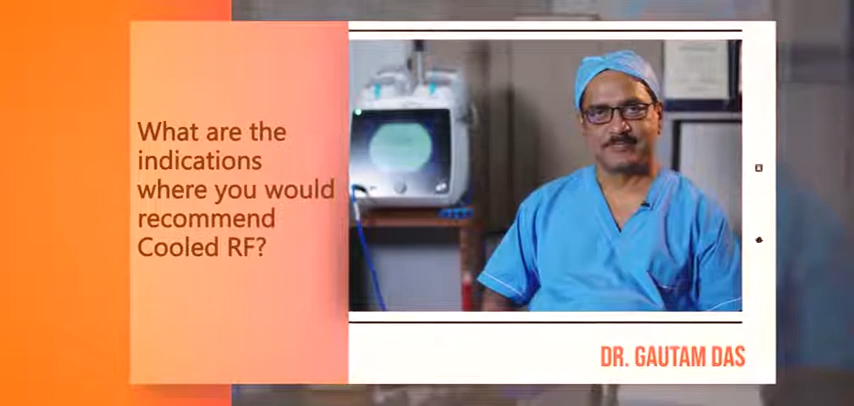 What are the
indications
where you would
recommend
Cooled RF?
DR. GAUTAM DAS